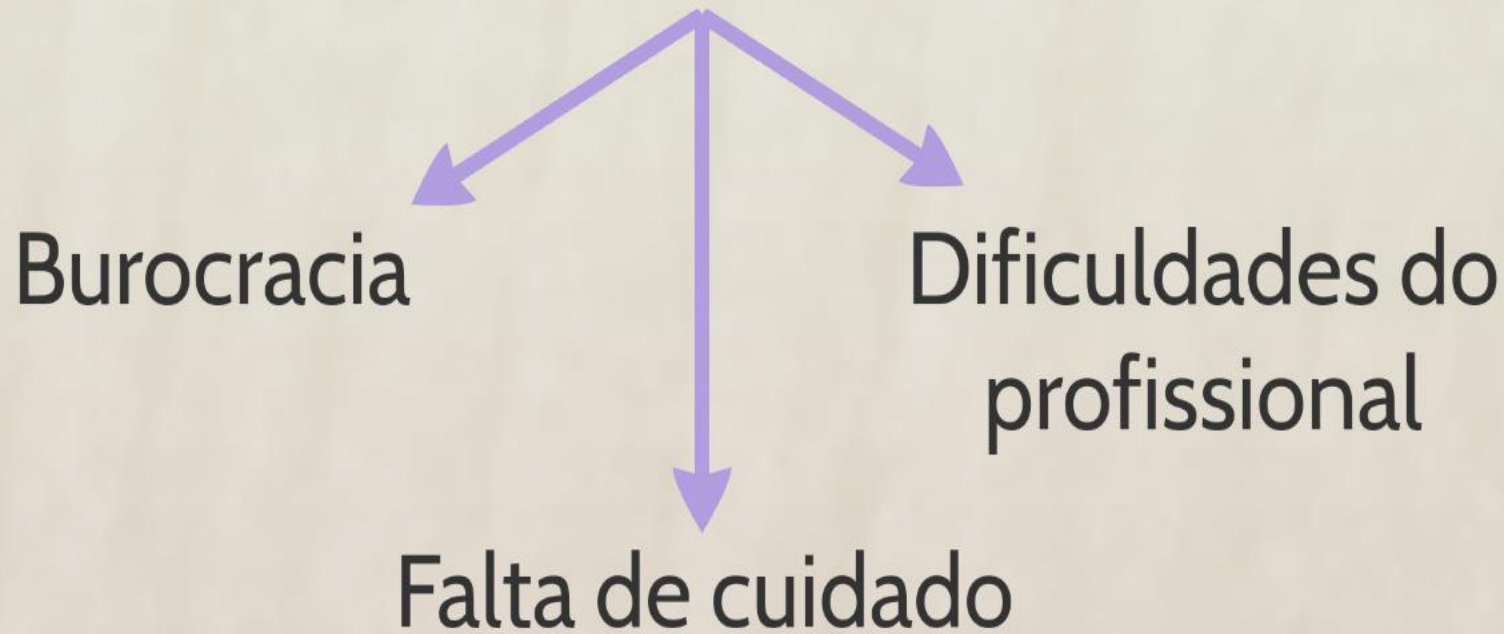 Burocracia
Dificuldades do
profissional
Falta de cuidado